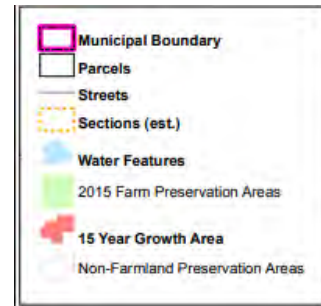 Municipal Boundary
Parcels
Streets
Sections (est.)
Water Features
2015 Farm Preservation Areas
15 Year Growth Area
Non-Farmland Preservation Areas